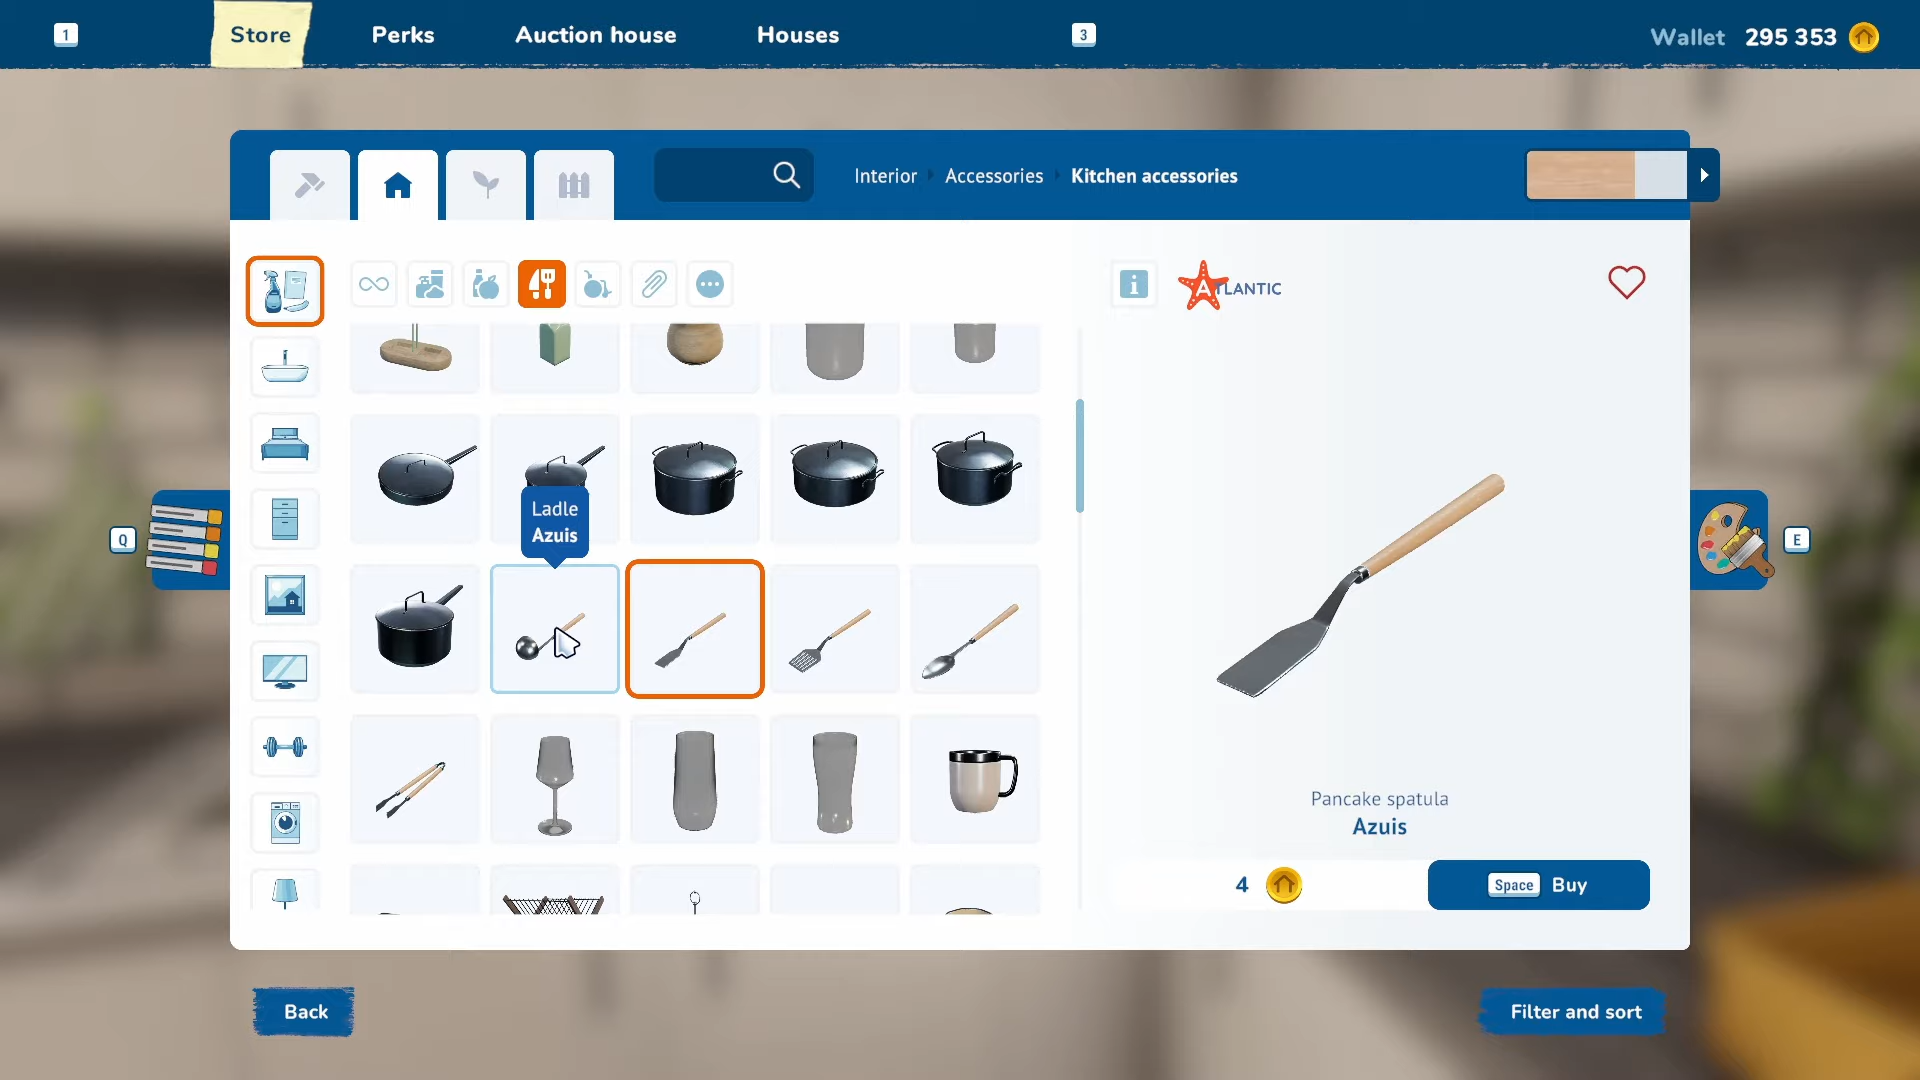 1
Store
Perks
Auction house
Houses
3
Wallet 295 353
Interior
Accessories
Kitchen accessories
ATLANTIC
Ladle
Azuis
Q
E
Pancake spatula
Azuis
4
Space Buy
Back
Filter and sort